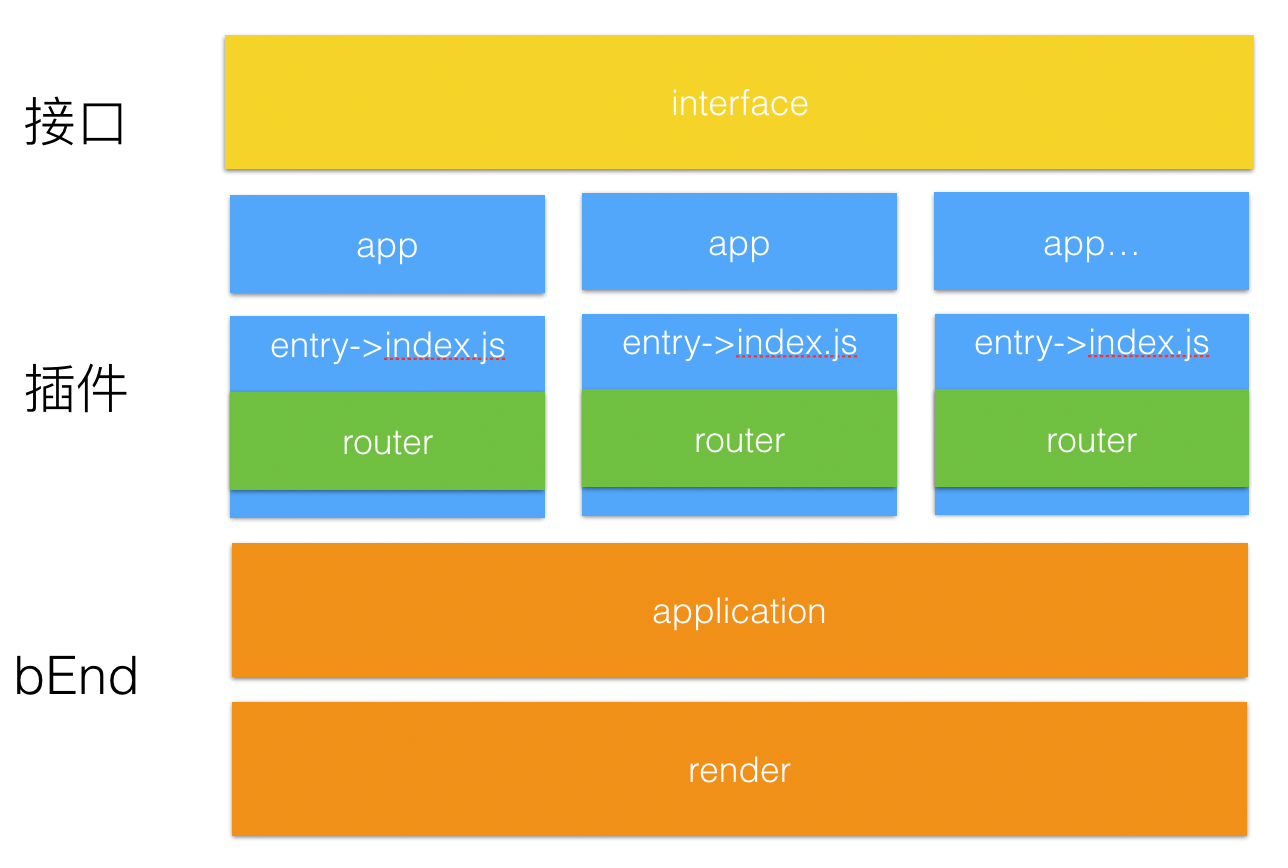 接口
interface
app
app
app...
插件
entry->index.js
entry->index.js
entry->index.js
router
router
router
bEnd
application
render